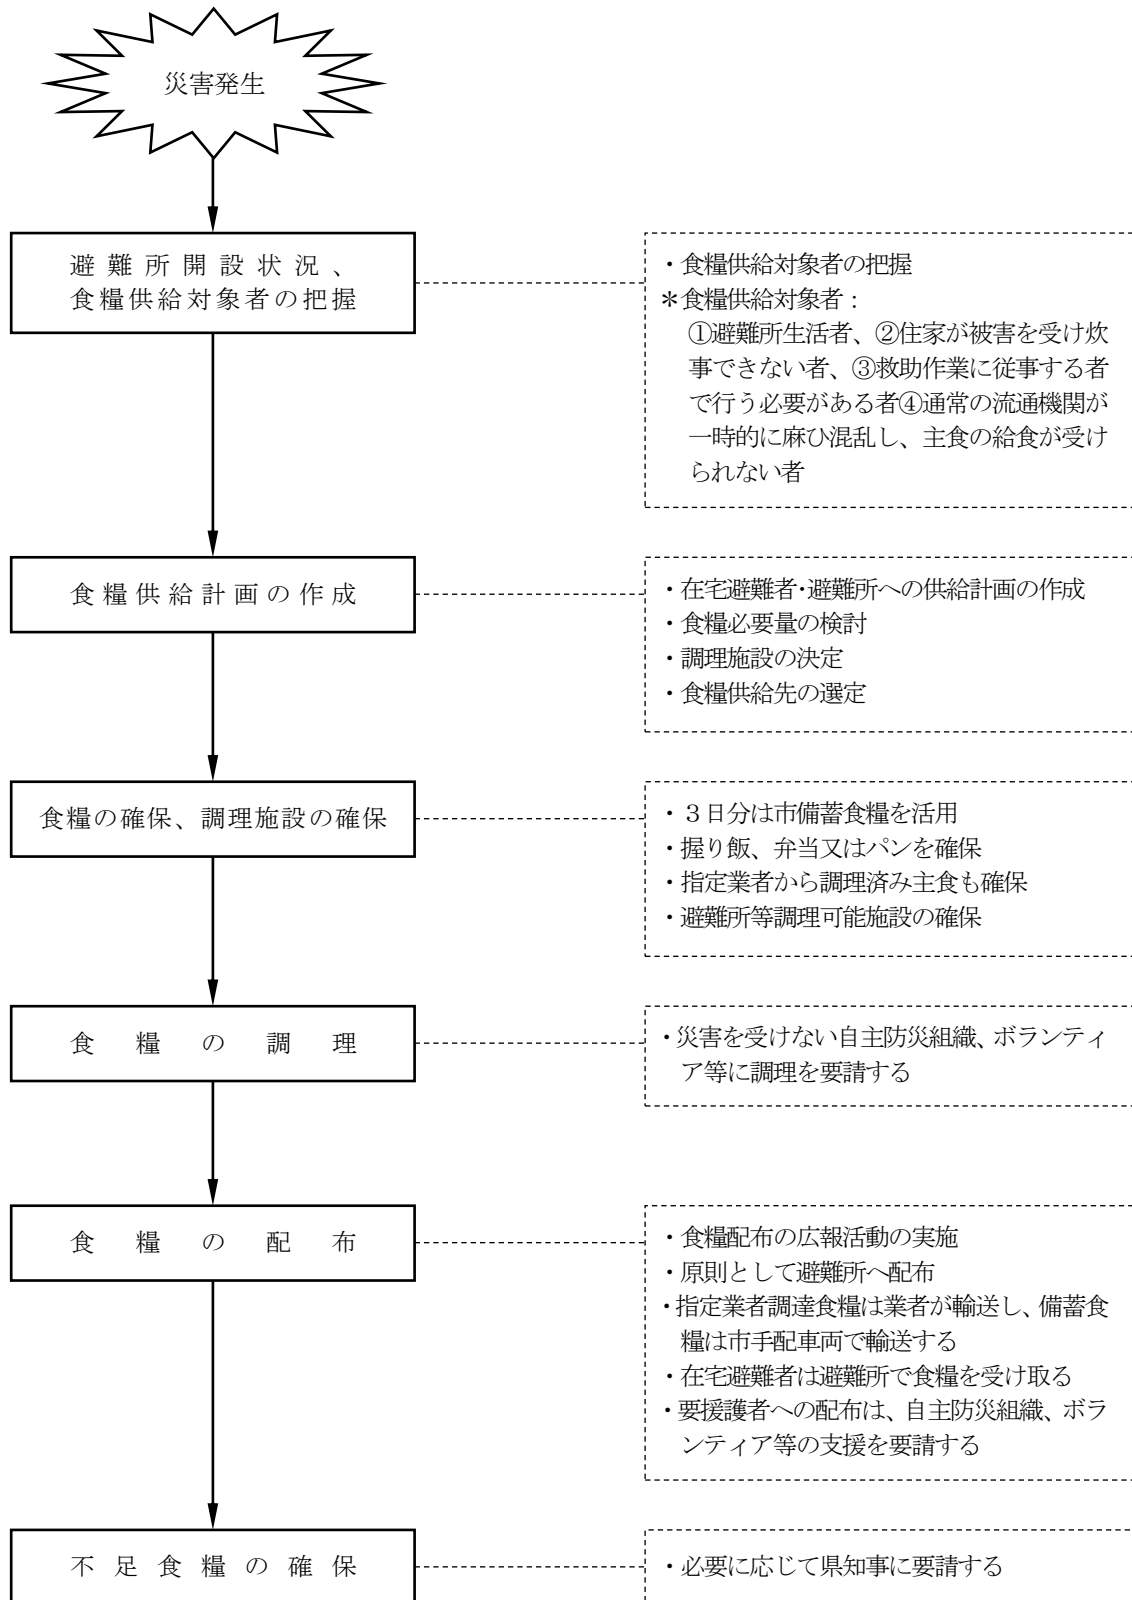 災害発生
避難所開設状況、
食糧供給対象者の把握
・食糧供給対象者の把握
＊食糧供給対象者：
①避難所生活者、②住家が被害を受け炊
事できない者、③救助作業に従事する者
で行う必要がある者④通常の流通機関が
一時的に麻ひ混乱し、主食の給食が受け
られない者
食糧供給計画の作成
・在宅避難者・避難所への供給計画の作成
・食糧必要量の検討
・調理施設の決定
・食糧供給先の選定
食糧の確保、調理施設の確保
・３日分は市備蓄食糧を活用
・握り飯、弁当又はパンを確保
・指定業者から調理済み主食も確保
・避難所等調理可能施設の確保
食糧の調理
・災害を受けない自主防災組織、ボランティ
ア等に調理を要請する
食糧の配布
・食糧配布の広報活動の実施
・原則として避難所へ配布
・指定業者調達食糧は業者が輸送し、備蓄食
糧は市手配車両で輸送する
・在宅避難者は避難所で食糧を受け取る
・要援護者への配布は、自主防災組織、ボラ
ンティア等の支援を要請する
不足食糧の確保
・必要に応じて県知事に要請する